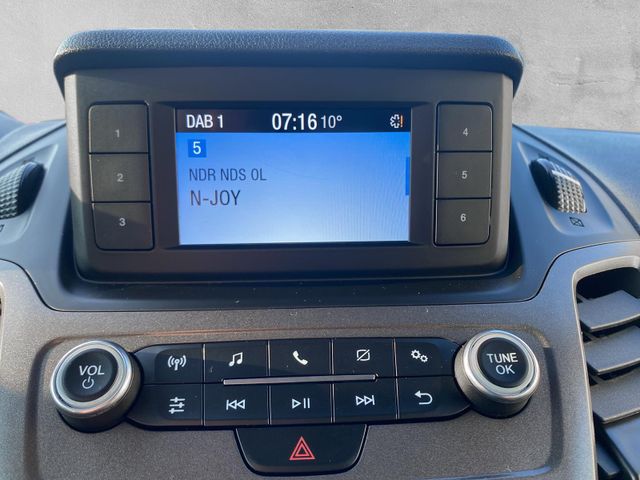 DAB 1 07:16 10°
5
NDR NDS OL
N-JOY
1
2
3
4
5
6
VOL
TUNE
OK